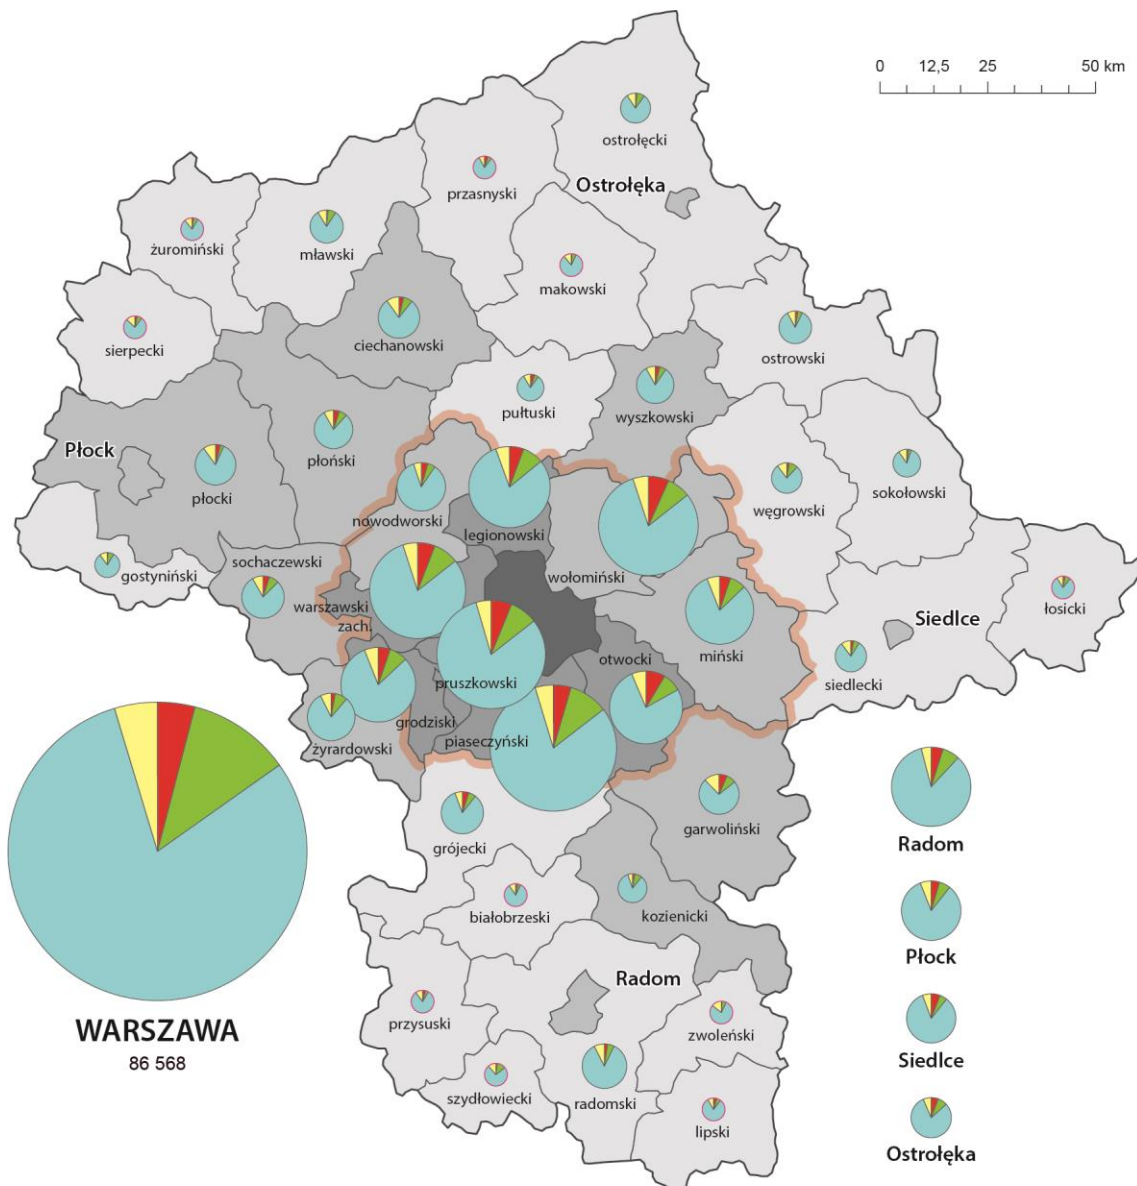 0 12,5 25 50 km
ostrołęcki
przasnyski
Ostrołęka
żuromiński
mławski
makowski
sierpecki
ciechanowski
ostrowski
pułtuski
wyszkowski
Płock
płoński
płocki
sokołowski
węgrowski
nowodworski
legionowski
sochaczewski
gostyniński
wołomiński
warszawski
zach.
łosicki
Siedlce
miński
otwocki
siedlecki
pruszkowski
grodziski
piaseczyński
żyrardowski
garwoliński
grójecki
Radom
białobrzeski
kozienicki
Płock
Radom
WARSZAWA
86 568
przysuski
zwoleński
Siedlce
szydłowiecki
radomski
lipski
Ostrołęka